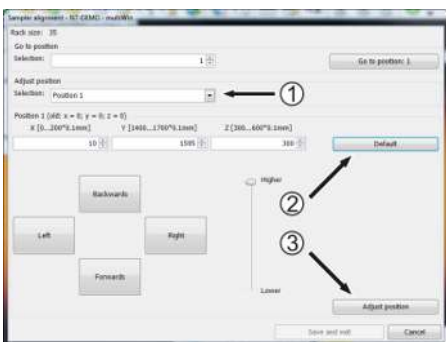 Sampler alignment - NT-DEMO - multiWin
Rack size: 35
Go to position
Selection: 1 Go to position: 1
Adjust position
Selection: Position 1 ①
Position 1 (old: x = 0; y = 0; z = 0)
X [0...200*0.1mm] Y [1400...1700*0.1mm] Z [300...600*0.1mm]
10 1505 300 Default
Backwards Higher
②
Left Right
③
Forwards
Lower
Adjust position
Save and exit Cancel